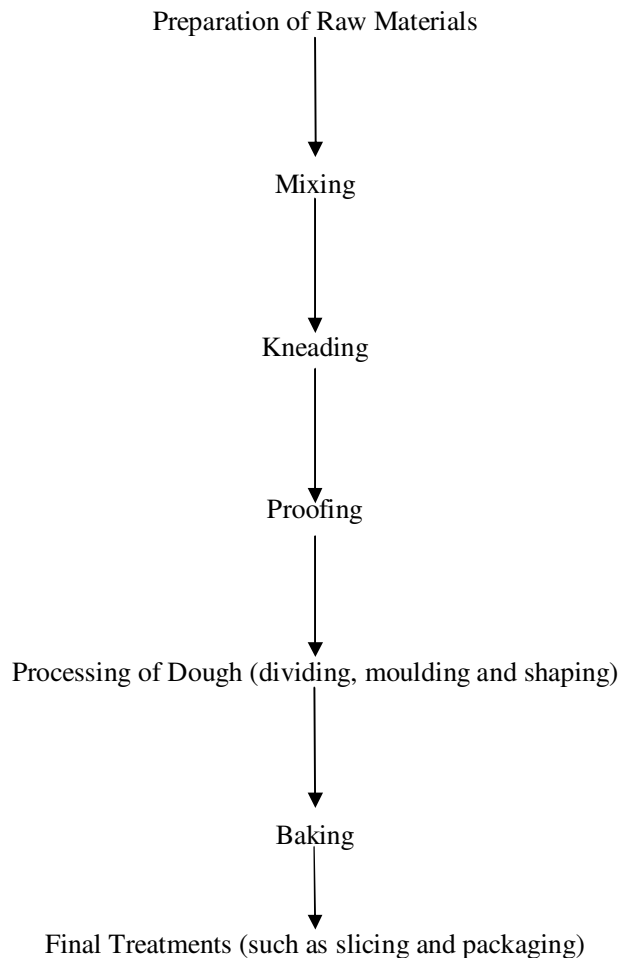 Preparation of Raw Materials
Mixing
Kneading
Proofing
Processing of Dough (dividing, moulding and shaping)
Baking
Final Treatments (such as slicing and packaging)